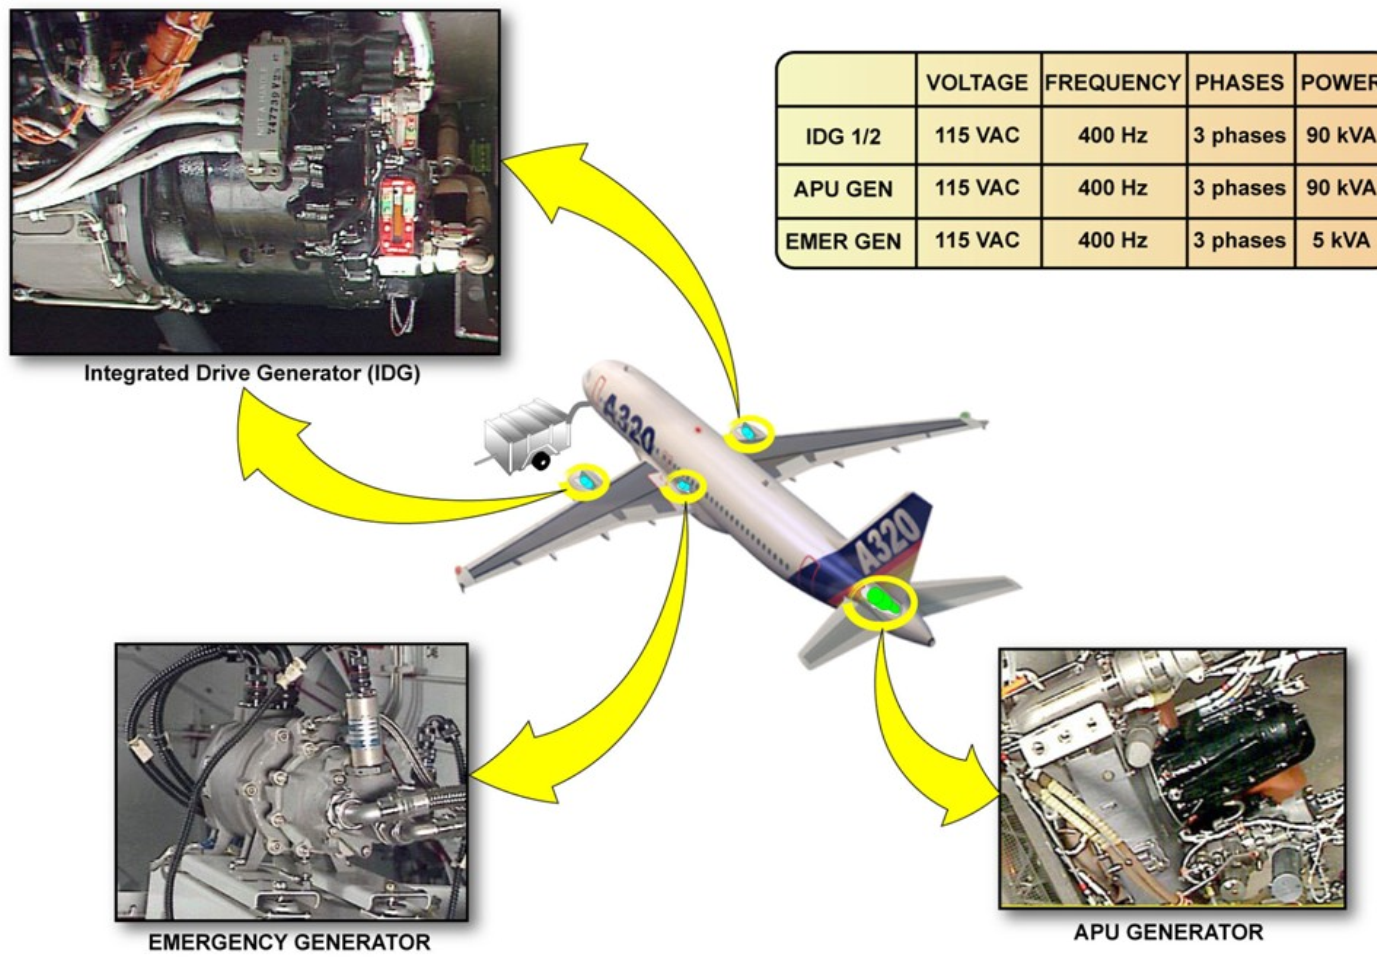 VOLTAGE FREQUENCY PHASES POWER
IDG 1/2 115 VAC 400 Hz 3 phases 90 kVA
APU GEN 115 VAC 400 Hz 3 phases 90 kVA
EMER GEN 115 VAC 400 Hz 3 phases 5 kVA
Integrated Drive Generator (IDG)
A320
A320
EMERGENCY GENERATOR
APU GENERATOR